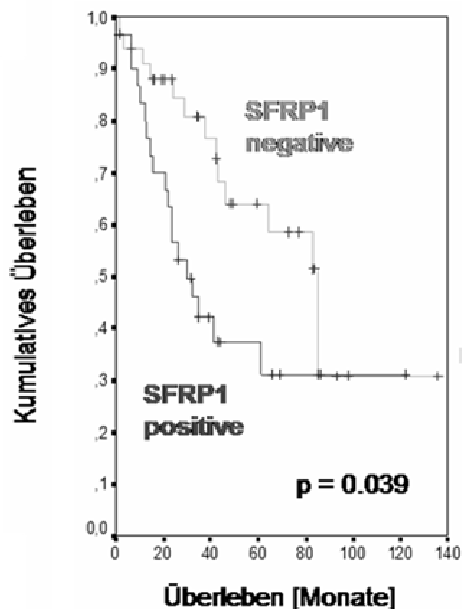 1,0
,9
,8
,7
,6
,5
,4
,3
,2
,1
0,0
Kumulatives Überleben
SFRP1
negative
SFRP1
positive
p = 0.039
0 20 40 60 80 100 120 140
Überleben [Monate]